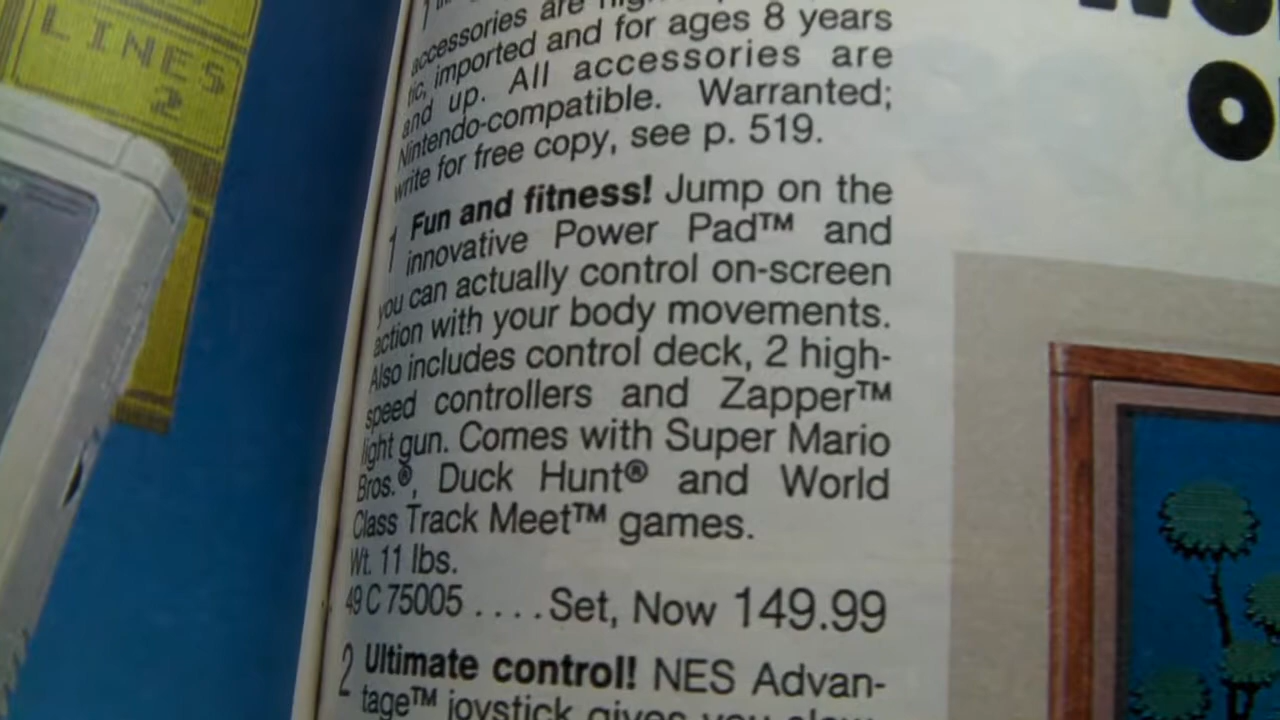 LINES
2
accessories are
tic, imported and for ages 8 years
and up. All accessories are
Nintendo-compatible. Warranted;
write for free copy, see p. 519.
1 Fun and fitness! Jump on the
innovative Power Pad™ and
you can actually control on-screen
action with your body movements.
Also includes control deck, 2 high-
speed controllers and Zapper™
light gun. Comes with Super Mario
Bros.®, Duck Hunt® and World
Class Track Meet™ games.
Wt. 11 lbs.
49 C 75005 .... Set, Now 149.99
2 Ultimate control! NES Advan-
tage™ joystick gives you